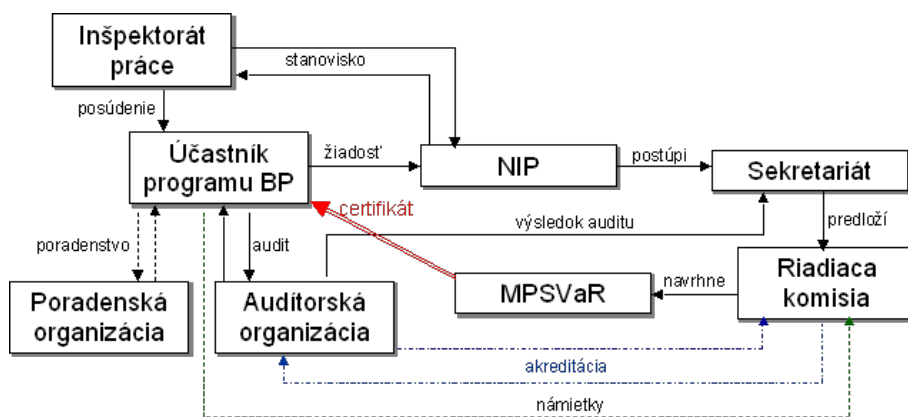 Inšpektorát
práce
stanovisko
posúdenie
Účastník
programu BP
žiadosť
NIP
postúpi
Sekretariát
certifikát
výsledok auditu
predloží
poradenstvo
audit
Poradenská
organizácia
Audítorská
organizácia
MPSVaR
navrhne
Riadiaca
komisia
akreditácia
námietky